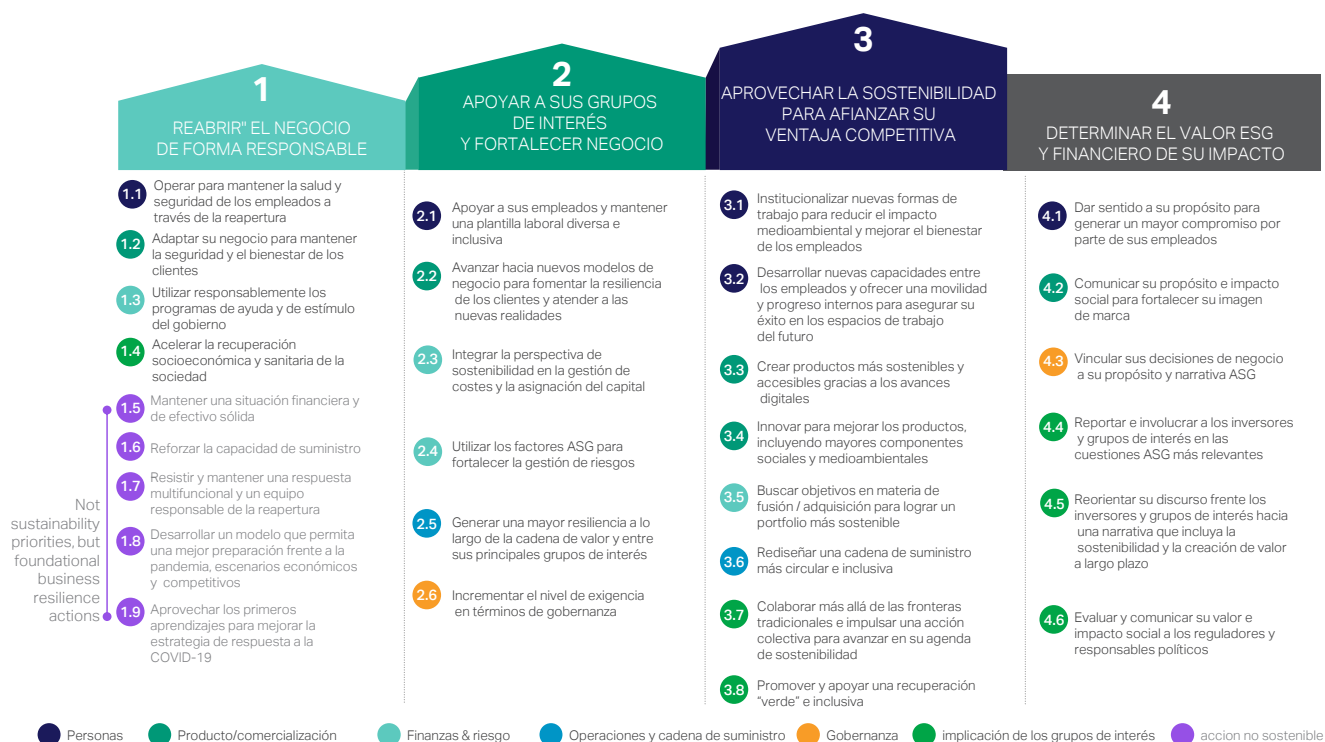 1
REABRIR" EL NEGOCIO
DE FORMA RESPONSABLE
1.1
Operar para mantener la salud y
seguridad de los empleados a
través de la reapertura
1.2
Adaptar su negocio para mantener
la seguridad y el bienestar de los
clientes
1.3
Utilizar responsablemente los
programas de ayuda y de estímulo
del gobierno
1.4
Acelerar la recuperación
socioeconómica y sanitaria de la
sociedad
1.5
Mantener una situación financiera y
de efectivo sólida
1.6
Reforzar la capacidad de suministro
1.7
Resistir y mantener una respuesta
multifuncional y un equipo
responsable de la reapertura
1.8
Desarrollar un modelo que permita
una mejor preparación frente a la
pandemia, escenarios económicos
y competitivos
1.9
Aprovechar los primeros
aprendizajes para mejorar la
estrategia de respuesta a la
COVID-19
Not
sustainability
priorities, but
foundational
business
resilience
actions
2
APOYAR A SUS GRUPOS
DE INTERÉS
Y FORTALECER NEGOCIO
2.1
Apoyar a sus empleados y mantener
una plantilla laboral diversa e
inclusiva
2.2
Avanzar hacia nuevos modelos de
negocio para fomentar la resiliencia
de los clientes y atender a las
nuevas realidades
2.3
Integrar la perspectiva de
sostenibilidad en la gestión de
costes y la asignación del capital
2.4
Utilizar los factores ASG para
fortalecer la gestión de riesgos
2.5
Generar una mayor resiliencia a lo
largo de la cadena de valor y entre
sus principales grupos de interés
2.6
Incrementar el nivel de exigencia
en términos de gobernanza
3
APROVECHAR LA SOSTENIBILIDAD
PARA AFIANZAR SU
VENTAJA COMPETITIVA
3.1
Institucionalizar nuevas formas de
trabajo para reducir el impacto
medioambiental y mejorar el bienestar
de los empleados
3.2
Desarrollar nuevas capacidades entre
los empleados y ofrecer una movilidad
y progreso internos para asegurar su
éxito en los espacios de trabajo
del futuro
3.3
Crear productos más sostenibles y
accesibles gracias a los avances
digitales
3.4
Innovar para mejorar los productos,
incluyendo mayores componentes
sociales y medioambientales
3.5
Buscar objetivos en materia de
fusión / adquisición para lograr un
portfolio más sostenible
3.6
Rediseñar una cadena de suministro
más circular e inclusiva
3.7
Colaborar más allá de las fronteras
tradicionales e impulsar una acción
colectiva para avanzar en su agenda
de sostenibilidad
3.8
Promover y apoyar una recuperación
“verde” e inclusiva
4
DETERMINAR EL VALOR ESG
Y FINANCIERO DE SU IMPACTO
4.1
Dar sentido a su propósito para
generar un mayor compromiso por
parte de sus empleados
4.2
Comunicar su propósito e impacto
social para fortalecer su imagen
de marca
4.3
Vincular sus decisiones de negocio
a su propósito y narrativa ASG
4.4
Reportar e involucrar a los inversores
y grupos de interés en las
cuestiones ASG más relevantes
4.5
Reorientar su discurso frente los
inversores y grupos de interés hacia
una narrativa que incluya la
sostenibilidad y la creación de valor
a largo plazo
4.6
Evaluar y comunicar su valor e
impacto social a los reguladores y
responsables políticos
Personas
Producto/comercialización
Finanzas & riesgo
Operaciones y cadena de suministro
Gobernanza
implicación de los grupos de interés
accion no sostenible